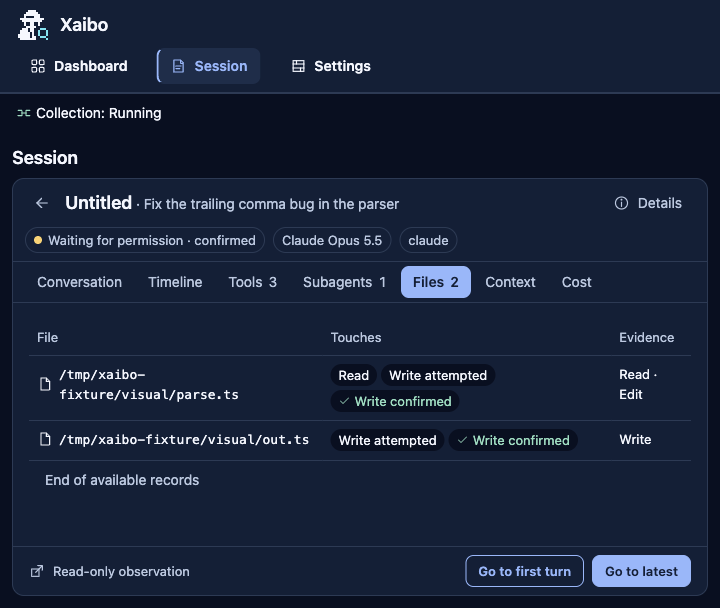 Xaibo
Dashboard Session Settings
Collection: Running
Session
Untitled · Fix the trailing comma bug in the parser Details
Waiting for permission · confirmed Claude Opus 5.5 claude
Conversation Timeline Tools 3 Subagents 1 Files 2 Context Cost
File Touches Evidence
/tmp/xaibo- Read Write attempted Read ·
fixture/visual/parse.ts Write confirmed Edit
/tmp/xaibo-fixture/visual/out.ts Write attempted Write confirmed Write
End of available records
Read-only observation Go to first turn Go to latest